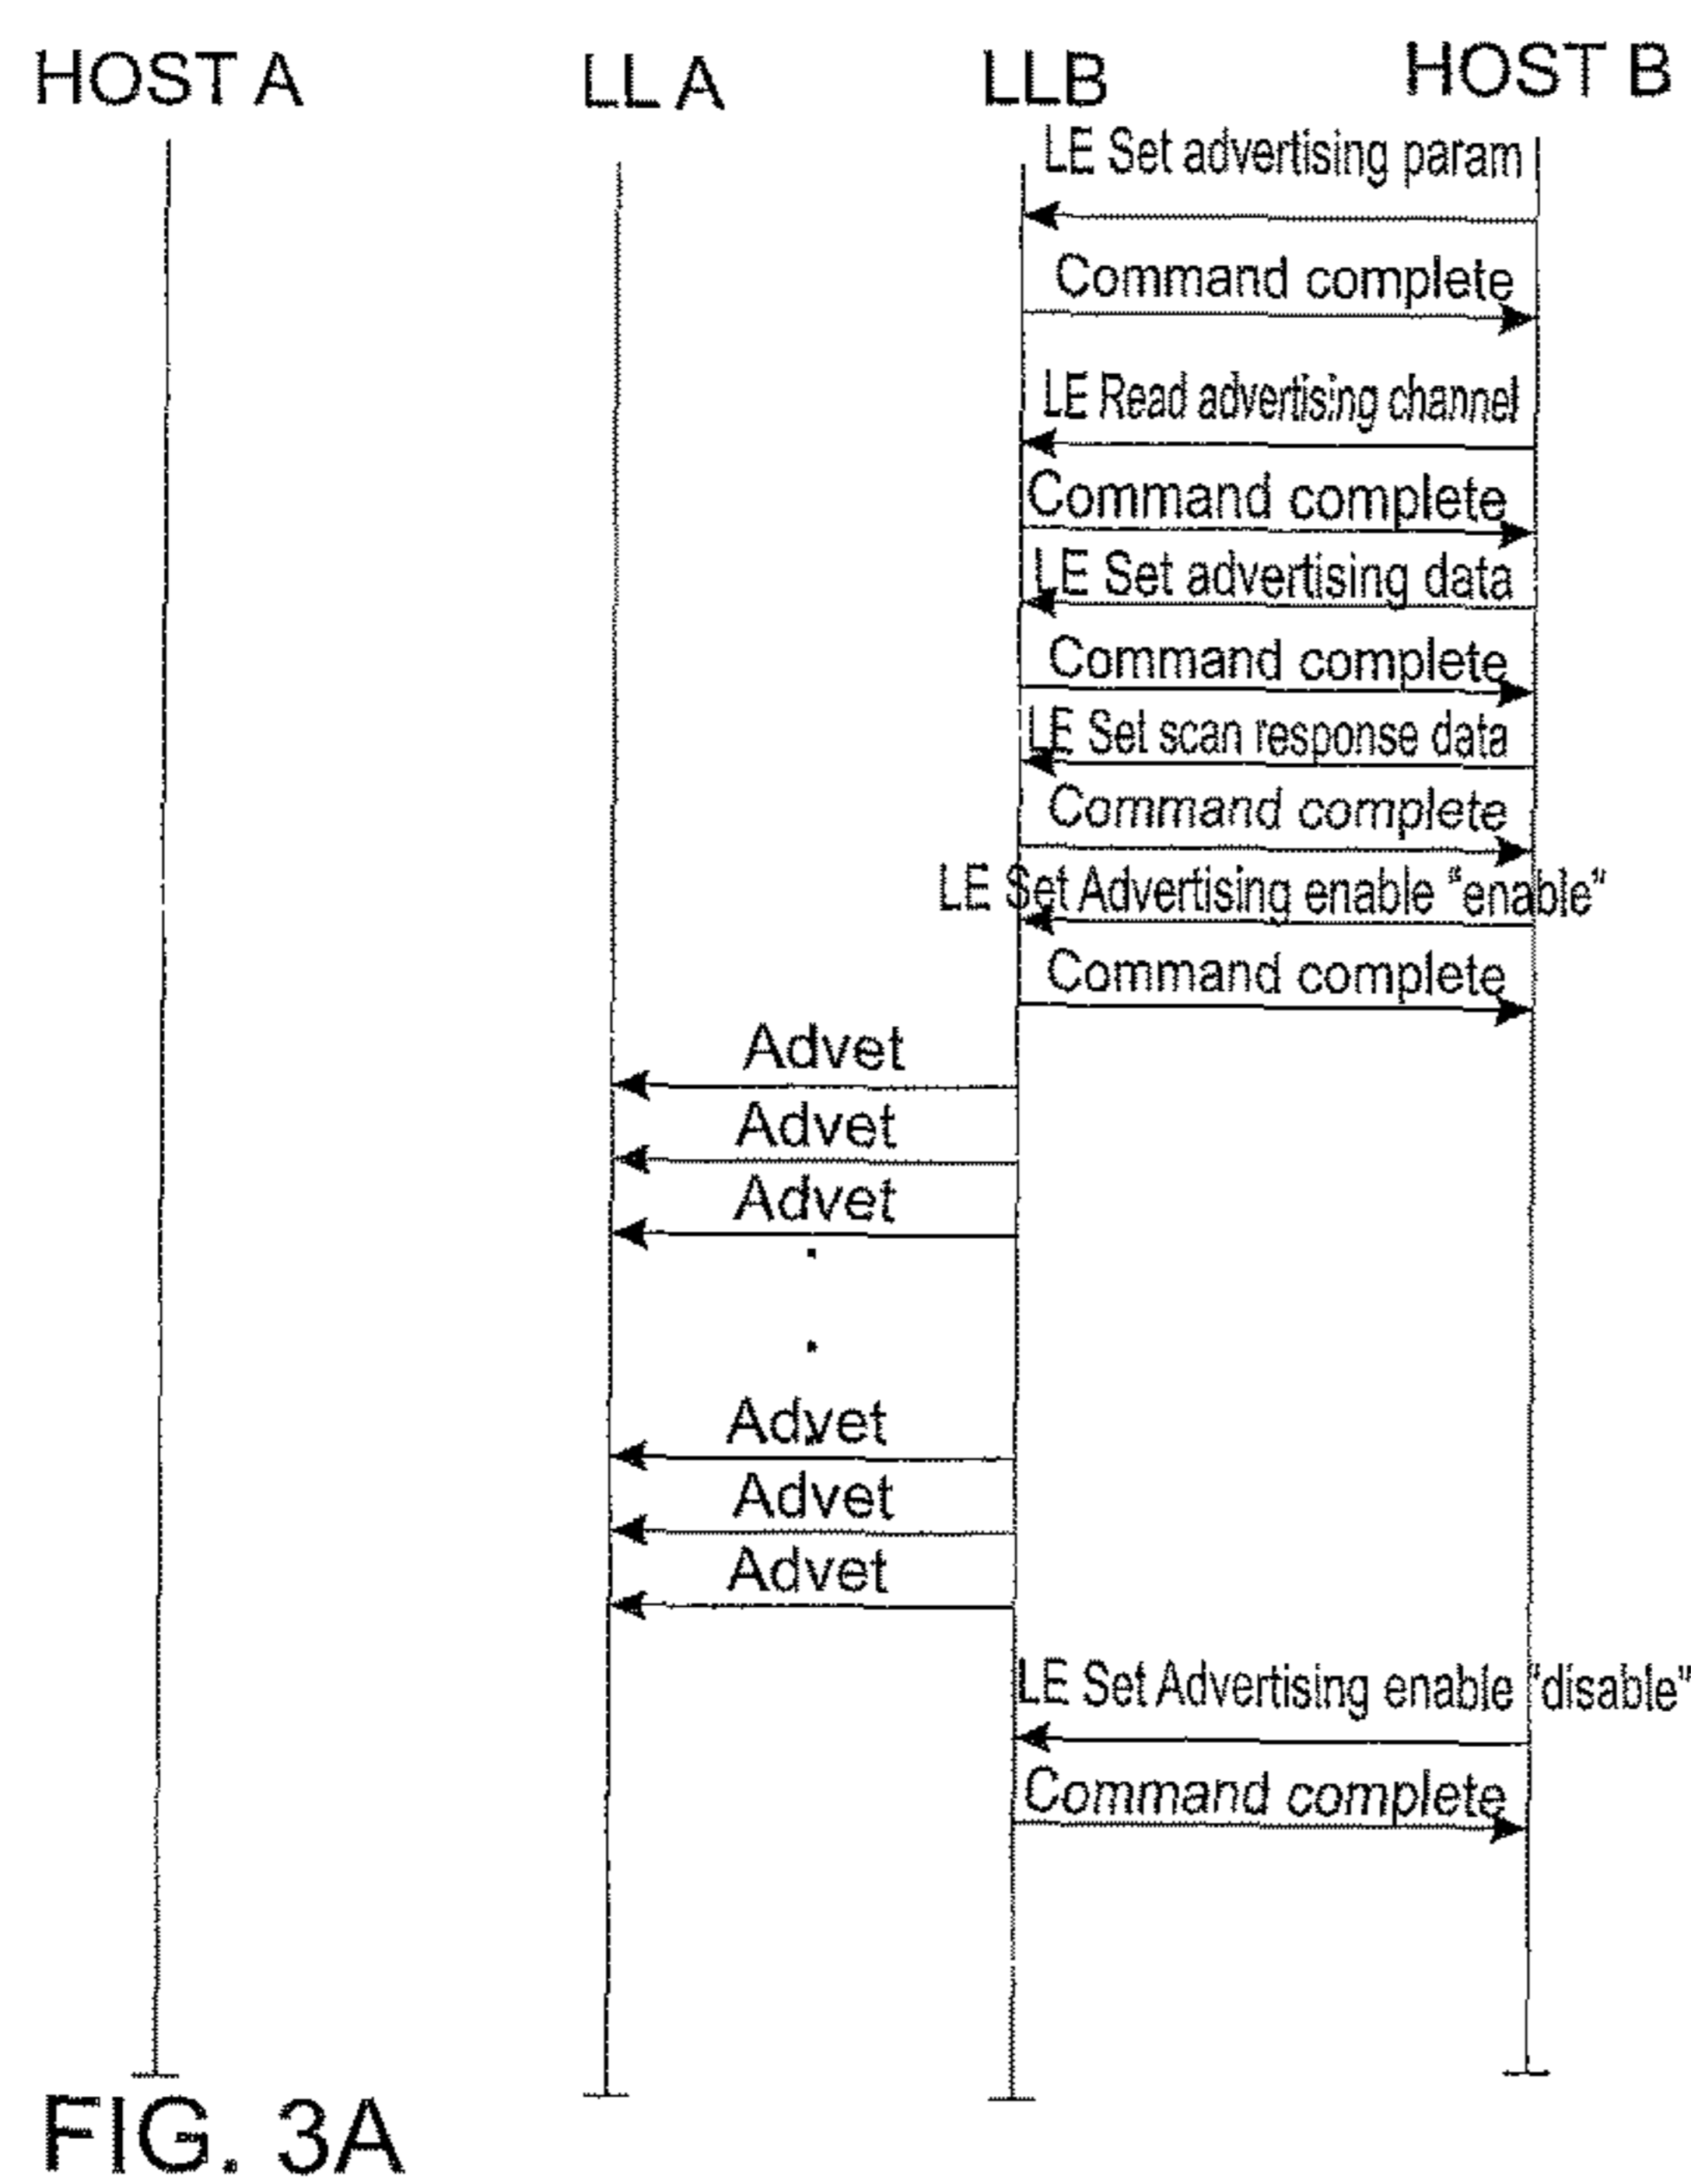 HOST A LL A LLB HOST B
LE Set advertising param
Command complete
LE Read advertising channel
Command complete
LE Set advertising data
Command complete
LE Set scan response data
Command complete
LE Set Advertising enable "enable"
Command complete
Advet
Advet
Advet
Advet
Advet
Advet
LE Set Advertising enable "disable"
Command complete
FIG. 3A